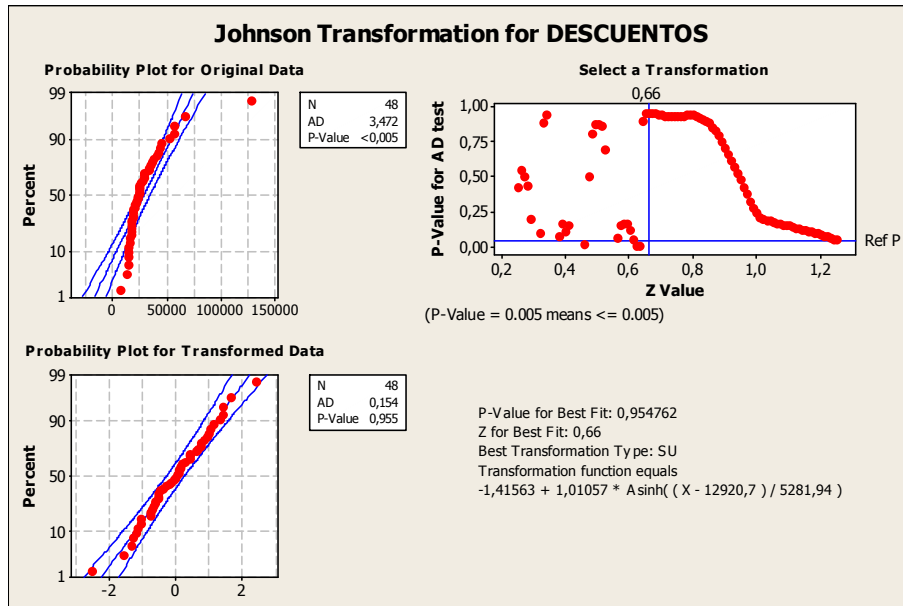 Johnson Transformation for DESCUENTOS
Probability Plot for Original Data
99
90
50
10
1
Percent
0
50000
100000
150000
N 48
AD 3,472
P-Value <0,005
Select a Transformation
0,66
1,00
0,75
0,50
0,25
0,00
P-Value for AD test
Ref P
0,2
0,4
0,6
0,8
1,0
1,2
Z Value
(P-Value = 0.005 means <= 0.005)
Probability Plot for Transformed Data
99
90
50
10
1
Percent
-2
0
2
N 48
AD 0,154
P-Value 0,955
P-Value for Best Fit: 0,954762
Z for Best Fit: 0,66
Best Transformation Type: SU
Transformation function equals
-1,41563 + 1,01057 * Asinh( ( X - 12920,7 ) / 5281,94 )